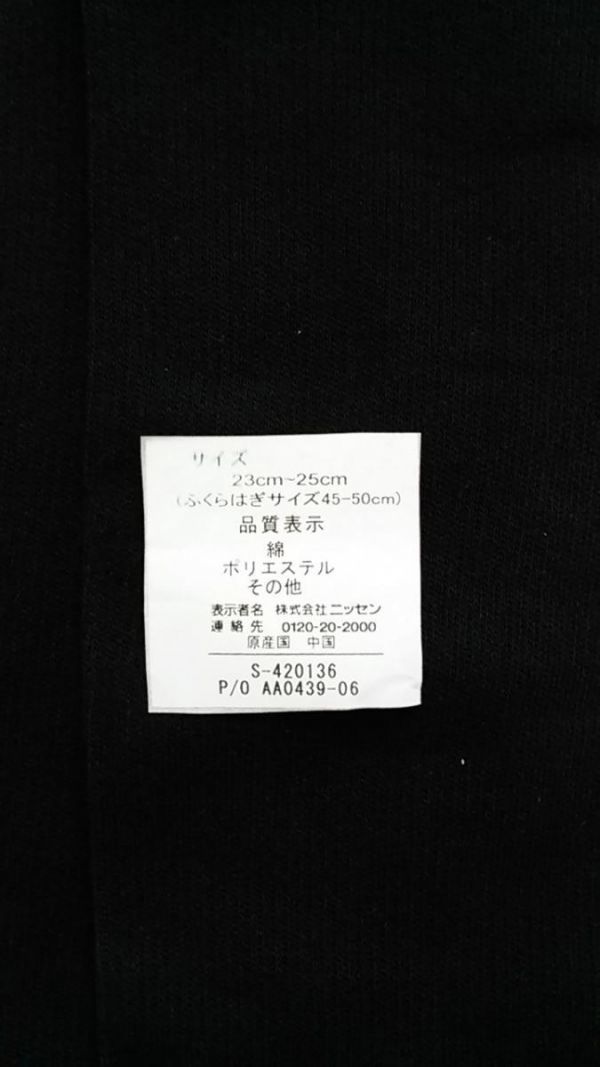 サイズ
23cm~25cm
(ふくらはぎサイズ45-50cm)
品質表示
綿
ポリエステル
その他
表示者名 株式会社ニッセン
連絡先 0120-20-2000
原産国 中国
S-420136
P/O AA0439-06